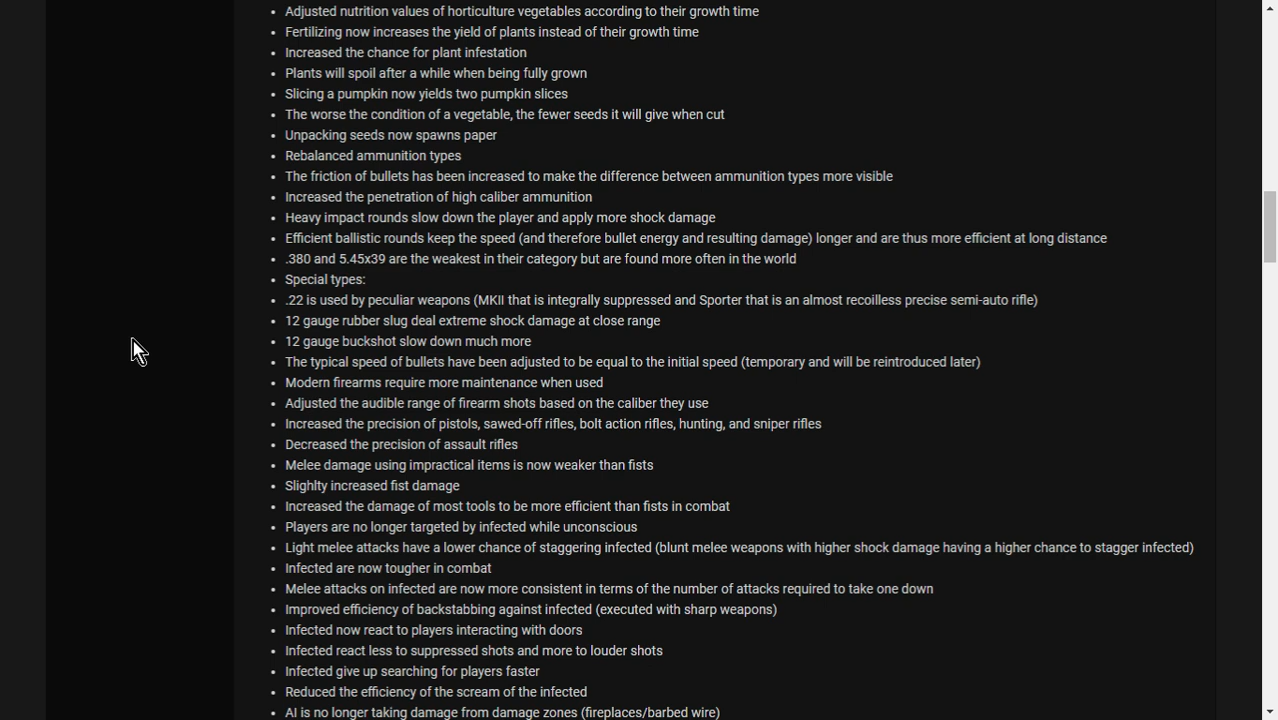 • Adjusted nutrition values of horticulture vegetables according to their growth time
• Fertilizing now increases the yield of plants instead of their growth time
• Increased the chance for plant infestation
• Plants will spoil after a while when being fully grown
• Slicing a pumpkin now yields two pumpkin slices
• The worse the condition of a vegetable, the fewer seeds it will give when cut
• Unpacking seeds now spawns paper
• Rebalanced ammunition types
• The friction of bullets has been increased to make the difference between ammunition types more visible
• Increased the penetration of high caliber ammunition
• Heavy impact rounds slow down the player and apply more shock damage
• Efficient ballistic rounds keep the speed (and therefore bullet energy and resulting damage) longer and are thus more efficient at long distance
• .380 and 5.45x39 are the weakest in their category but are found more often in the world
• Special types:
• .22 is used by peculiar weapons (MKII that is integrally suppressed and Sporter that is an almost recoilless precise semi-auto rifle)
• 12 gauge rubber slug deal extreme shock damage at close range
• 12 gauge buckshot slow down much more
• The typical speed of bullets have been adjusted to be equal to the initial speed (temporary and will be reintroduced later)
• Modern firearms require more maintenance when used
• Adjusted the audible range of firearm shots based on the caliber they use
• Increased the precision of pistols, sawed-off rifles, bolt action rifles, hunting, and sniper rifles
• Decreased the precision of assault rifles
• Melee damage using impractical items is now weaker than fists
• Slighlty increased fist damage
• Increased the damage of most tools to be more efficient than fists in combat
• Players are no longer targeted by infected while unconscious
• Light melee attacks have a lower chance of staggering infected (blunt melee weapons with higher shock damage having a higher chance to stagger infected)
• Infected are now tougher in combat
• Melee attacks on infected are now more consistent in terms of the number of attacks required to take one down
• Improved efficiency of backstabbing against infected (executed with sharp weapons)
• Infected now react to players interacting with doors
• Infected react less to suppressed shots and more to louder shots
• Infected give up searching for players faster
• Reduced the efficiency of the scream of the infected
• AI is no longer taking damage from damage zones (fireplaces/barbed wire)